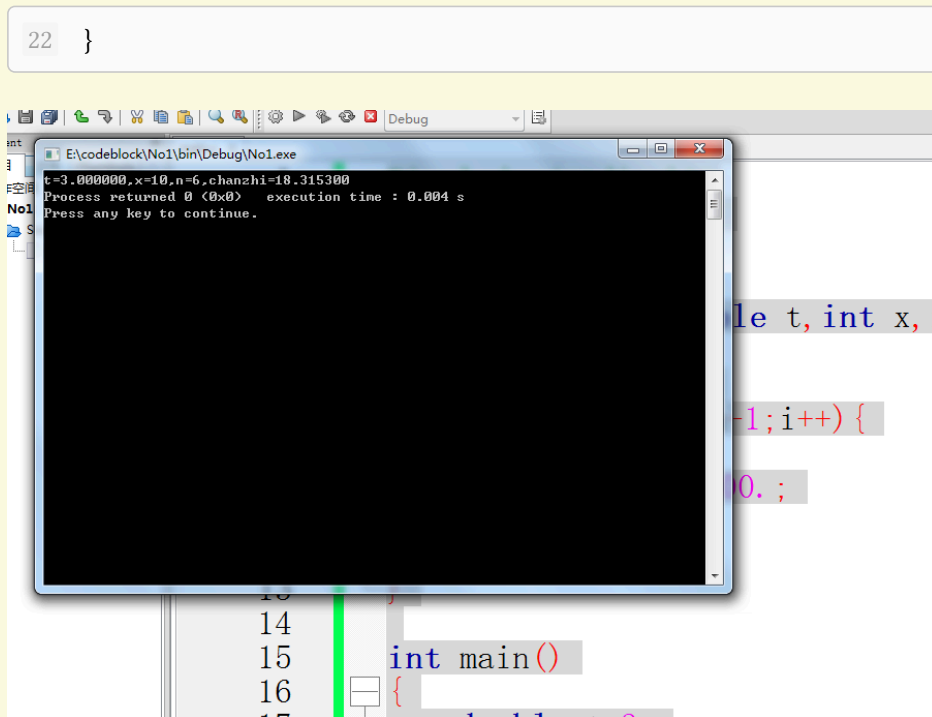 22 }
Debug
E:\codeblock\No1\bin\Debug\No1.exe
t=3.000000,x=10,n=6,chanzhi=18.315300
Process returned 0 (0x0)   execution time : 0.004 s
Press any key to continue.
No1
S
le t,int x,
-1;i++){
0.;
13 }
14
15 int main()
16 {
17